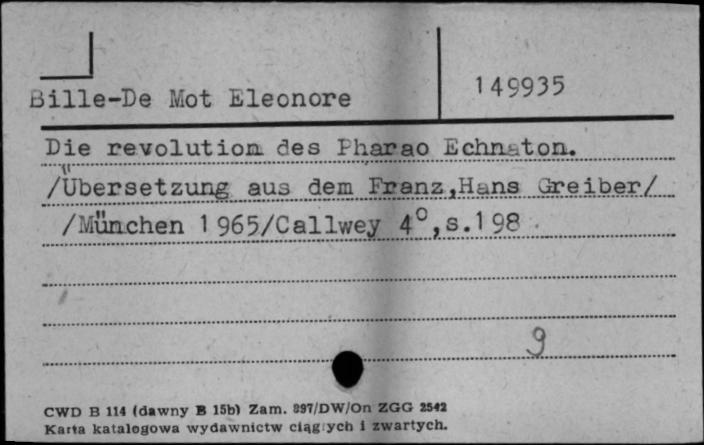 Bille-De Mot Eleonore
149935
Die revolution des Pharao Echnaton.
/Übersetzung aus dem Franz,Hans Greiber/
/München 1965/Callwey 4°,s.198
9
CWD B 114 (dawny B 15b) Zam. 897/DW/On ZGG 2542
Karta katalogowa wydawnictw ciągłych i zwartych.